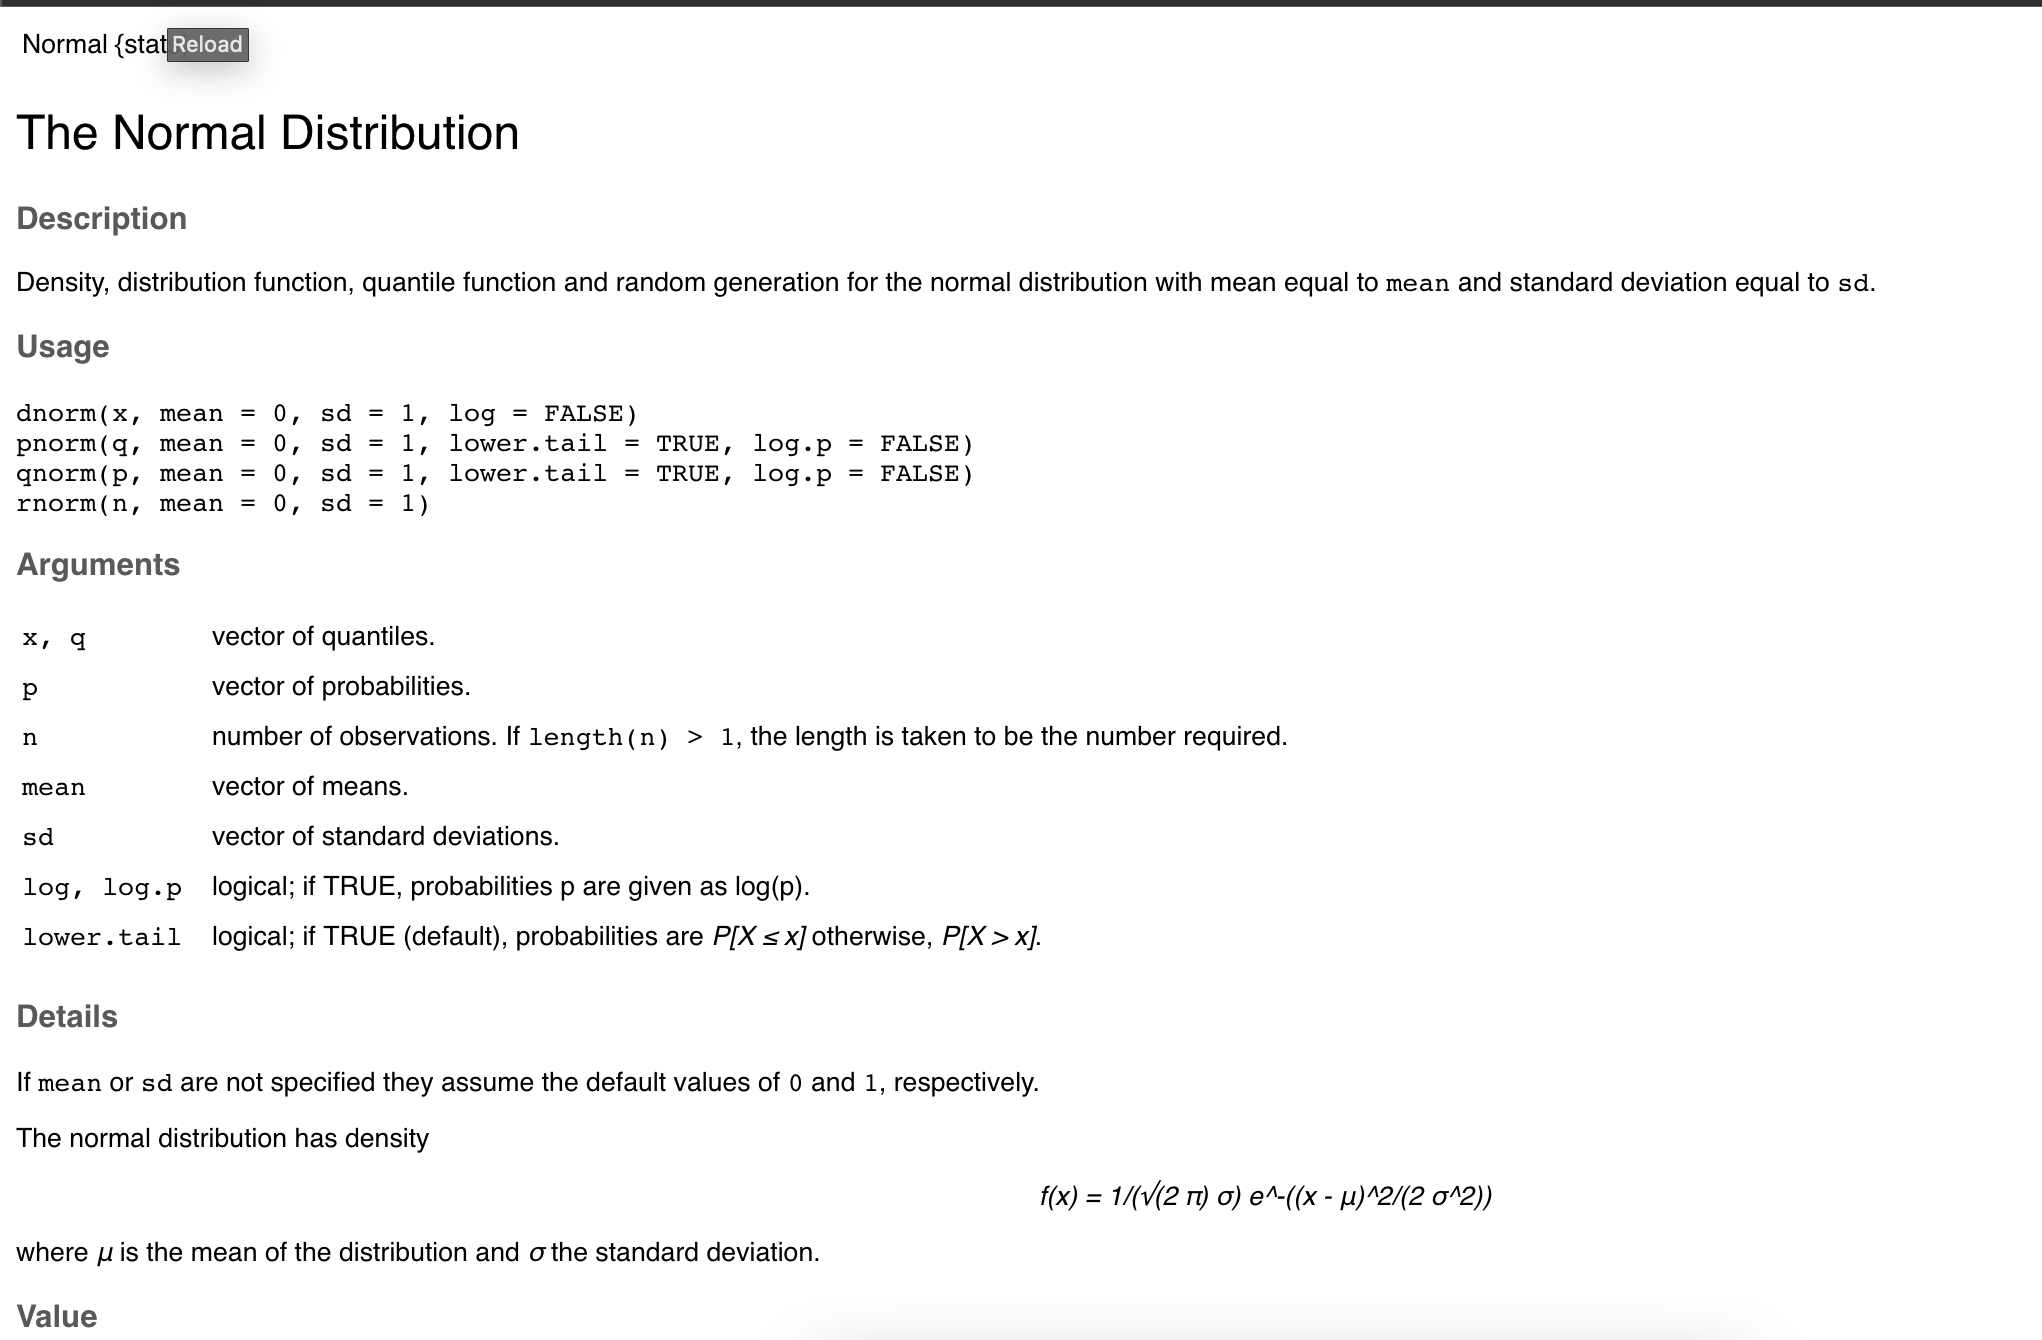 Normal {stat
Reload
The Normal Distribution
Description
Density, distribution function, quantile function and random generation for the normal distribution with mean equal to mean and standard deviation equal to sd.
Usage
dnorm(x, mean = 0, sd = 1, log = FALSE)
pnorm(q, mean = 0, sd = 1, lower.tail = TRUE, log.p = FALSE)
qnorm(p, mean = 0, sd = 1, lower.tail = TRUE, log.p = FALSE)
rnorm(n, mean = 0, sd = 1)
Arguments
x, q vector of quantiles.
p vector of probabilities.
n number of observations. If length(n) > 1, the length is taken to be the number required.
mean vector of means.
sd vector of standard deviations.
log, log.p logical; if TRUE, probabilities p are given as log(p).
lower.tail logical; if TRUE (default), probabilities are P[X ≤ x] otherwise, P[X > x].
Details
If mean or sd are not specified they assume the default values of 0 and 1, respectively.
The normal distribution has density
f(x) = 1/(√(2 π) σ) e^-((x - μ)^2/(2 σ^2))
where μ is the mean of the distribution and σ the standard deviation.
Value